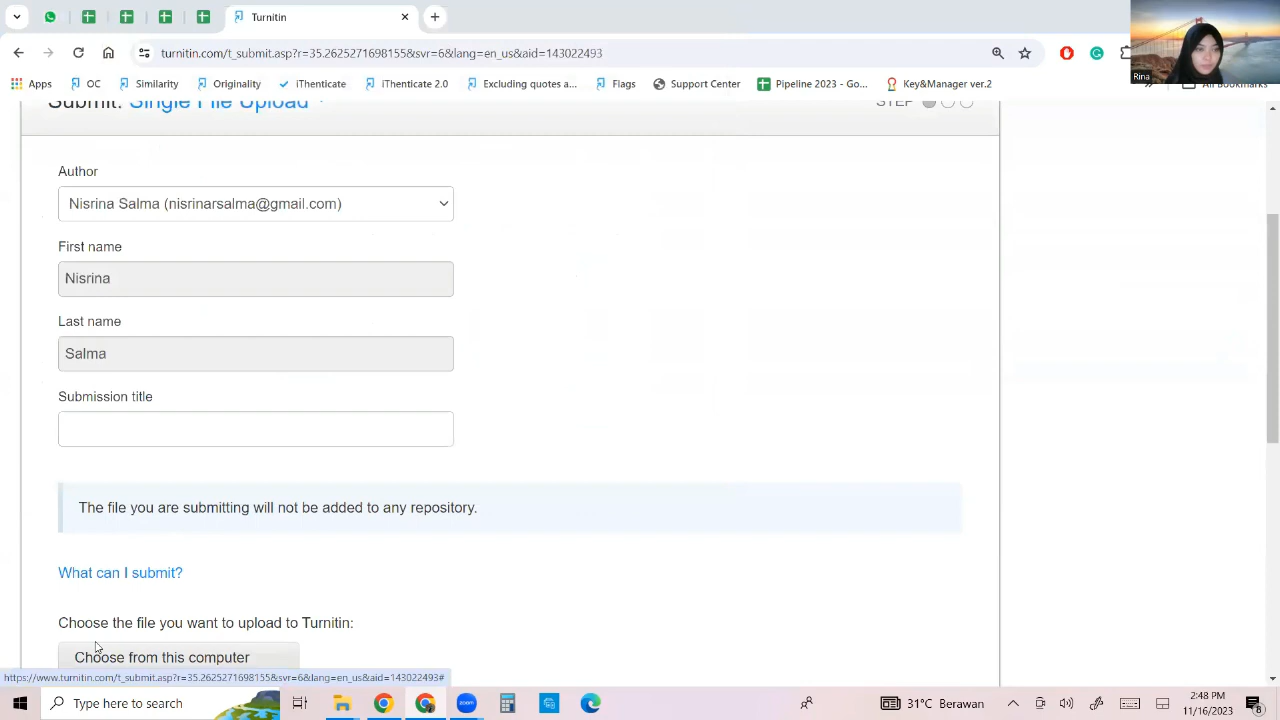 Turnitin
turnitin.com/t_submit.asp?r=35.2625271698155&svr=6&lang=en_us&aid=143022493
Apps
OC
Similarity
Originality
iThenticate
iThenticate 2.0
Excluding quotes a...
Flags
Support Center
Pipeline 2023 - Go...
Key&Manager ver.2
All Bookmarks
Rina
Submit: Single File Upload
STEP
Author
Nisrina Salma (nisrinarsalma@gmail.com)
First name
Nisrina
Last name
Salma
Submission title
The file you are submitting will not be added to any repository.
What can I submit?
Choose the file you want to upload to Turnitin:
Choose from this computer
https://www.turnitin.com/t_submit.asp?r=35.2625271698155&svr=6&lang=en_us&aid=143022493#
Type here to search
zoom
31°C Berawan
2:48 PM
11/16/2023
8